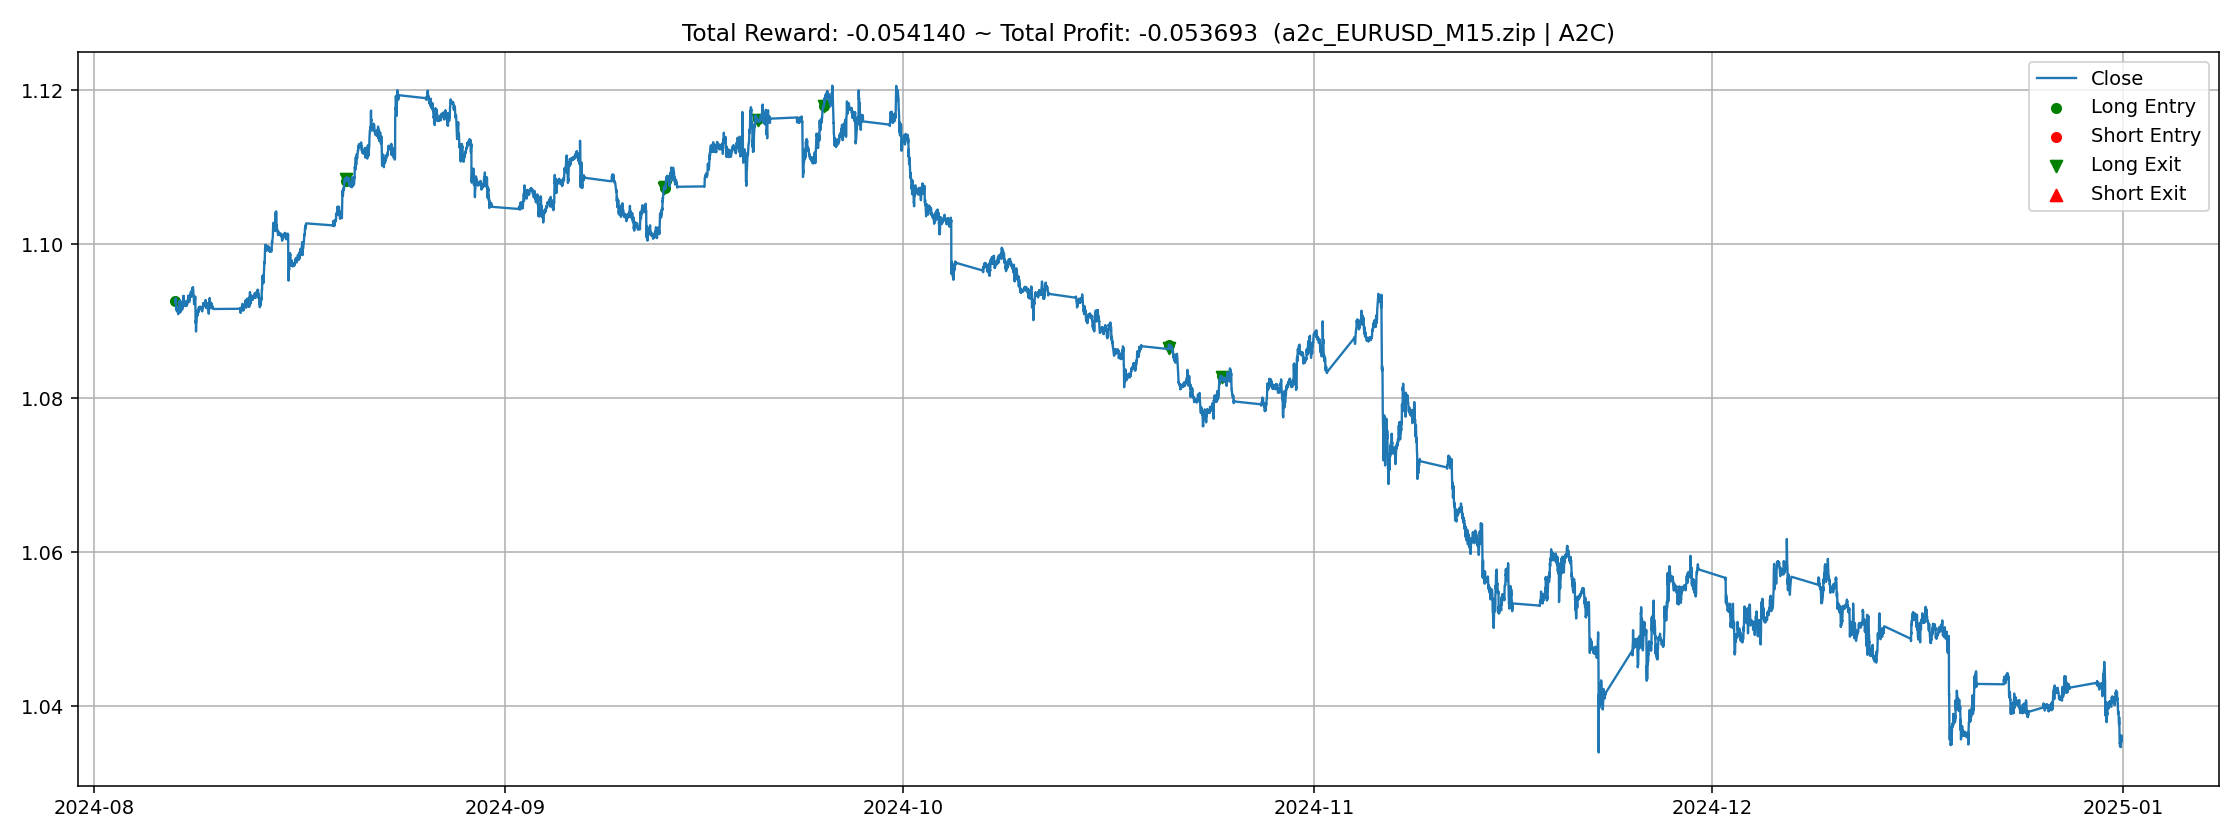 Total Reward: -0.054140 ~ Total Profit: -0.053693  (a2c_EURUSD_M15.zip | A2C)
Close
Long Entry
Short Entry
Long Exit
Short Exit
1.12
1.10
1.08
1.06
1.04
2024-08
2024-09
2024-10
2024-11
2024-12
2025-01